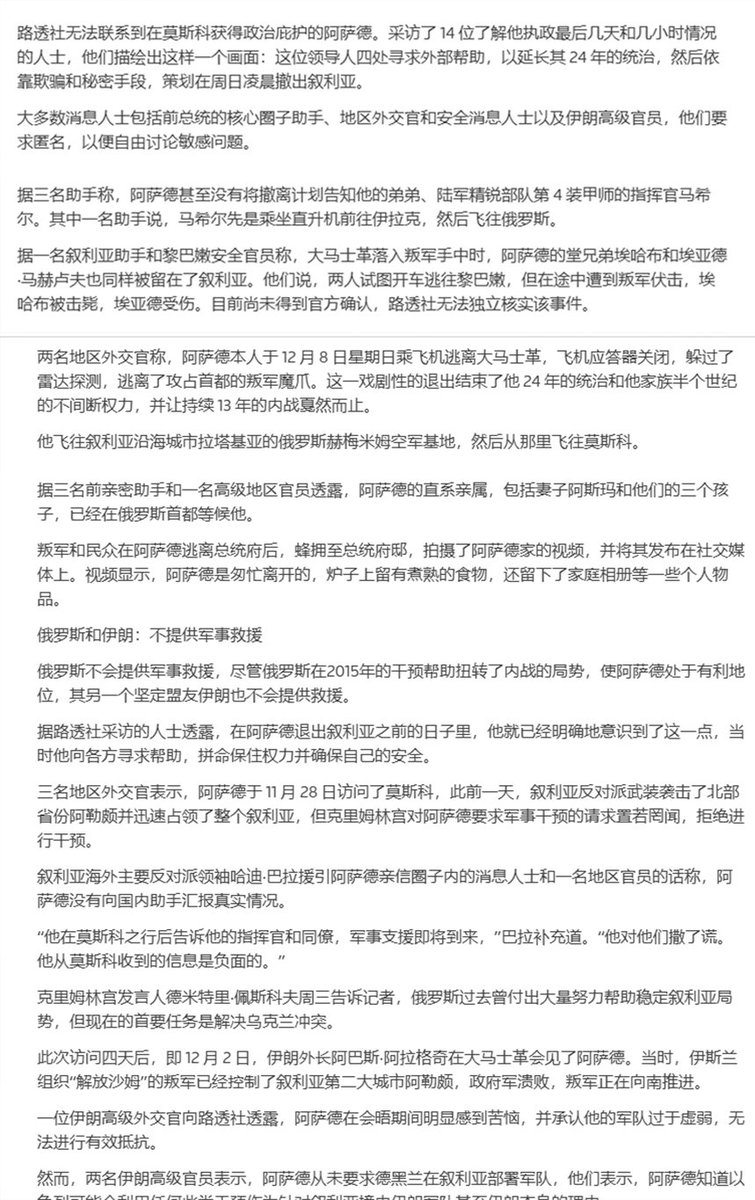 路透社无法联系到在莫斯科获得政治庇护的阿萨德。采访了 14 位了解他执政最后几天和几小时情况
的人士，他们描绘出这样一个画面：这位领导人四处寻求外部帮助，以延长其 24 年的统治，然后依
靠欺骗和秘密手段，策划在周日凌晨撤出叙利亚。
大多数消息人士包括前总统的核心圈子助手、地区外交官和安全消息人士以及伊朗高级官员，他们要
求匿名，以便自由讨论敏感问题。
据三名助手称，阿萨德甚至没有将撤离计划告知他的弟弟、陆军精锐部队第 4 装甲师的指挥官马希
尔。其中一名助手说，马希尔先是乘坐直升机前往伊拉克，然后飞往俄罗斯。
据一名叙利亚助手和黎巴嫩安全官员称，大马士革落入叛军手中时，阿萨德的堂兄弟埃哈布和埃亚德
·马赫卢夫也同样被留在了叙利亚。他们说，两人试图开车逃往黎巴嫩，但在途中遭到叛军伏击，埃
哈布被击毙，埃亚德受伤。目前尚未得到官方确认，路透社无法独立核实该事件。
两名地区外交官称，阿萨德本人于 12 月 8 日星期日乘飞机逃离大马士革，飞机应答器关闭，躲过了
雷达探测，逃离了攻占首都的叛军魔爪。这一戏剧性的退出结束了他 24 年的统治和他家族半个世纪
的不间断权力，并让持续 13 年的内战戛然而止。
他飞往叙利亚沿海城市拉塔基亚的俄罗斯赫梅米姆空军基地，然后从那里飞往莫斯科。
据三名前亲密助手和一名高级地区官员透露，阿萨德的直系亲属，包括妻子阿斯玛和他们的三个孩
子，已经在俄罗斯首都等候他。
叛军和民众在阿萨德逃离总统府后，蜂拥至总统府邸，拍摄了阿萨德家的视频，并将其发布在社交媒
体上。视频显示，阿萨德是匆忙离开的，炉子上留有煮熟的食物，还留下了家庭相册等一些个人物
品。
俄罗斯和伊朗：不提供军事救援
俄罗斯不会提供军事救援，尽管俄罗斯在2015年的干预帮助扭转了内战的局势，使阿萨德处于有利地
位，其另一个坚定盟友伊朗也不会提供救援。
据路透社采访的人士透露，在阿萨德退出叙利亚之前的日子里，他就已经明确地意识到了这一点，当
时他向各方寻求帮助，拼命保住权力并确保自己的安全。
三名地区外交官表示，阿萨德于 11 月 28 日访问了莫斯科，此前一天，叙利亚反对派武装袭击了北部
省份阿勒颇并迅速占领了整个叙利亚，但克里姆林宫对阿萨德要求军事干预的请求置若罔闻，拒绝进
行干预。
叙利亚海外主要反对派领袖哈迪·巴拉援引阿萨德亲信圈子内的消息人士和一名地区官员的话称，阿
萨德没有向国内助手汇报真实情况。
“他在莫斯科之行后告诉他的指挥官和同僚，军事支援即将到来，”巴拉补充道。“他对他们撒了谎。
他从莫斯科收到的信息是负面的。”
克里姆林宫发言人德米特里·佩斯科夫周三告诉记者，俄罗斯过去曾付出大量努力帮助稳定叙利亚局
势，但现在的首要任务是解决乌克兰冲突。
此次访问四天后，即 12 月 2 日，伊朗外长阿巴斯·阿拉格奇在大马士革会见了阿萨德。当时，伊斯兰
组织“解放沙姆”的叛军已经控制了叙利亚第二大城市阿勒颇，政府军溃败，叛军正在向南推进。
一位伊朗高级外交官向路透社透露，阿萨德在会晤期间明显感到苦恼，并承认他的军队过于虚弱，无
法进行有效抵抗。
然而，两名伊朗高级官员表示，阿萨德从未要求德黑兰在叙利亚部署军队，他们表示，阿萨德知道以